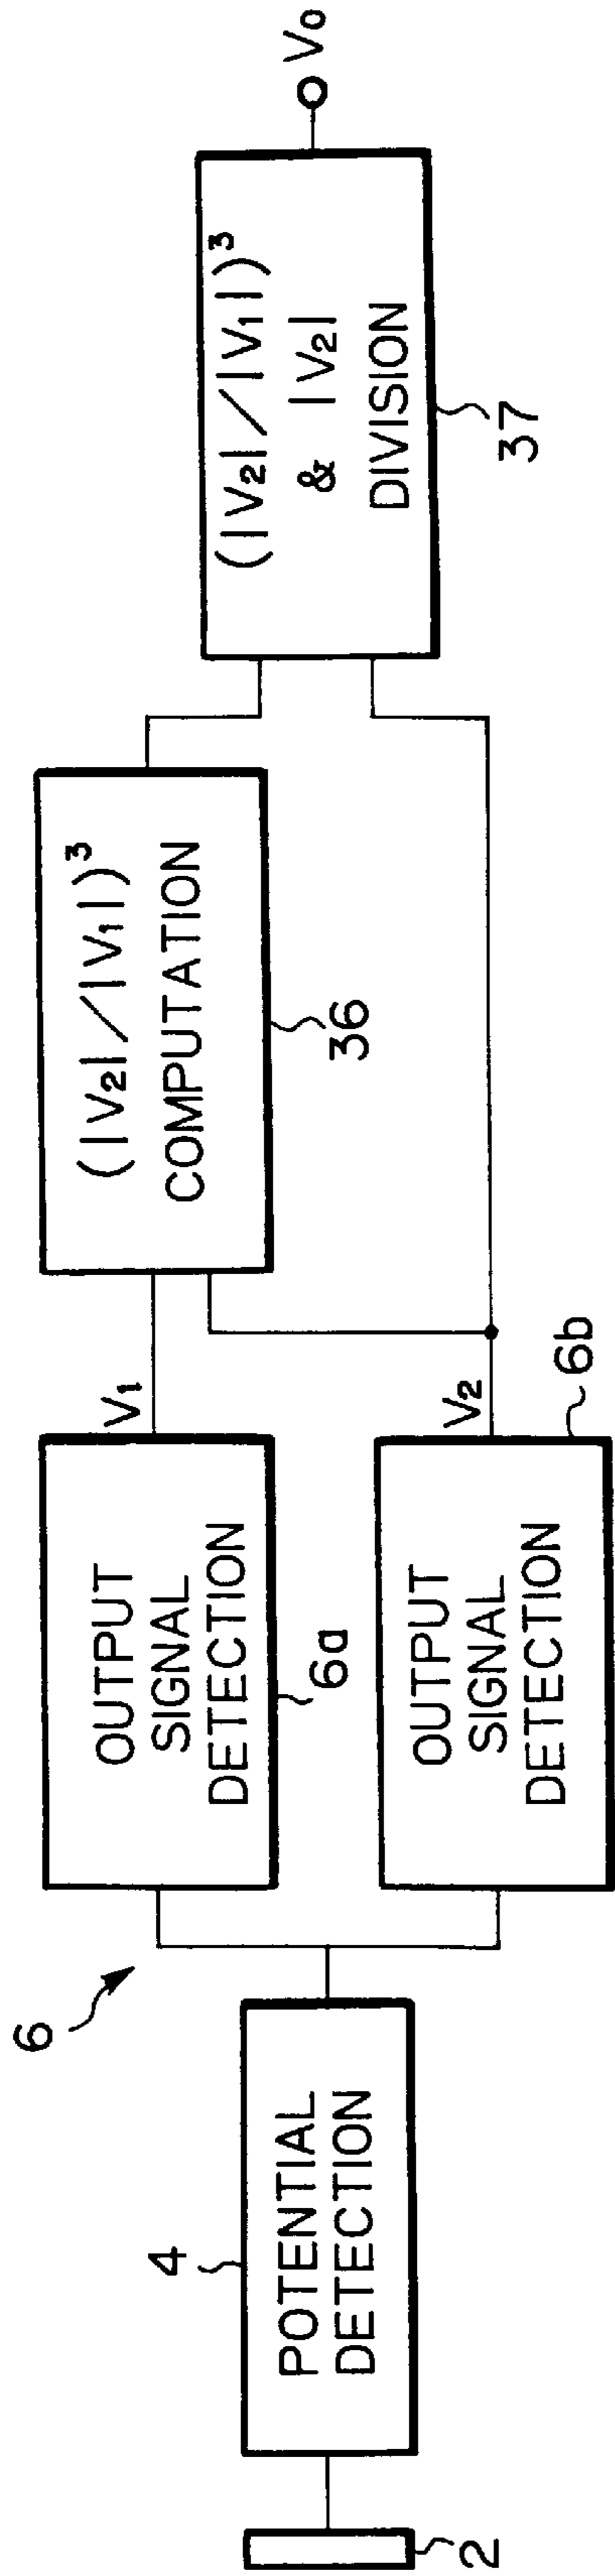 2
4
POTENTIAL
DETECTION
6
OUTPUT
SIGNAL
DETECTION
6a
OUTPUT
SIGNAL
DETECTION
6b
V₁
V₂
(|V₂|/|V₁|)³
COMPUTATION
36
(|V₂|/|V₁|)³
& |V₂|
DIVISION
37
V₀